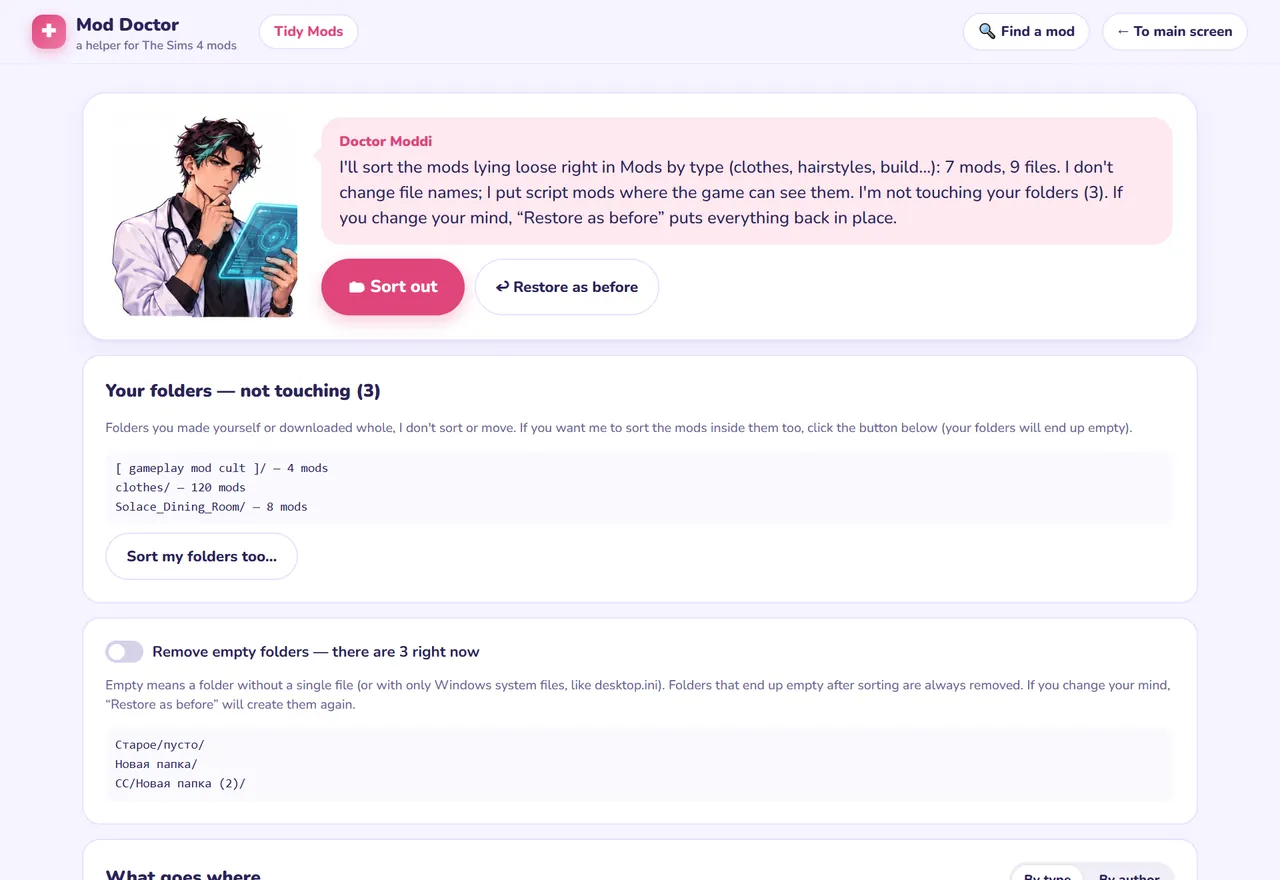 Mod Doctor
a helper for The Sims 4 mods
Tidy Mods
🔍 Find a mod
← To main screen
Doctor Moddi
I'll sort the mods lying loose right in Mods by type (clothes, hairstyles, build…): 7 mods, 9 files. I don't
change file names; I put script mods where the game can see them. I'm not touching your folders (3). If
you change your mind, “Restore as before” puts everything back in place.
Sort out
↩ Restore as before
Your folders — not touching (3)
Folders you made yourself or downloaded whole, I don't sort or move. If you want me to sort the mods inside them too, click the button below (your folders will end up empty).
[ gameplay mod cult ]/ — 4 mods
clothes/ — 120 mods
Solace_Dining_Room/ — 8 mods
Sort my folders too…
Remove empty folders — there are 3 right now
Empty means a folder without a single file (or with only Windows system files, like desktop.ini). Folders that end up empty after sorting are always removed. If you change your mind,
“Restore as before” will create them again.
Старое/пусто/
Новая папка/
СС/Новая папка (2)/
What goes where
By type
By author